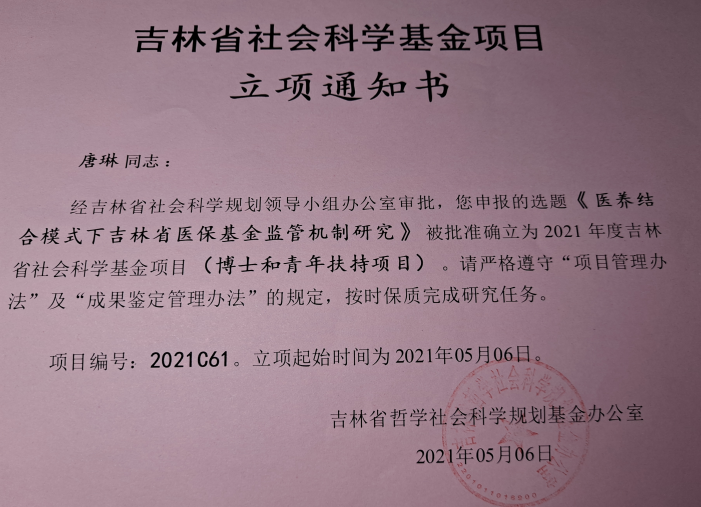 吉林省社会科学基金项目
立项通知书
唐琳 同志：
经吉林省社会科学规划领导小组办公室审批，您申报的选题《医养结
合模式下吉林省医保基金监管机制研究》被批准确立为 2021 年度吉林
省社会科学基金项目（博士和青年扶持项目）。请严格遵守“项目管理办
法”及“成果鉴定管理办法”的规定，按时保质完成研究任务。
项目编号：2021C61。立项起始时间为 2021年05月06日。
吉林省哲学社会科学规划基金办公室
2021年05月06日